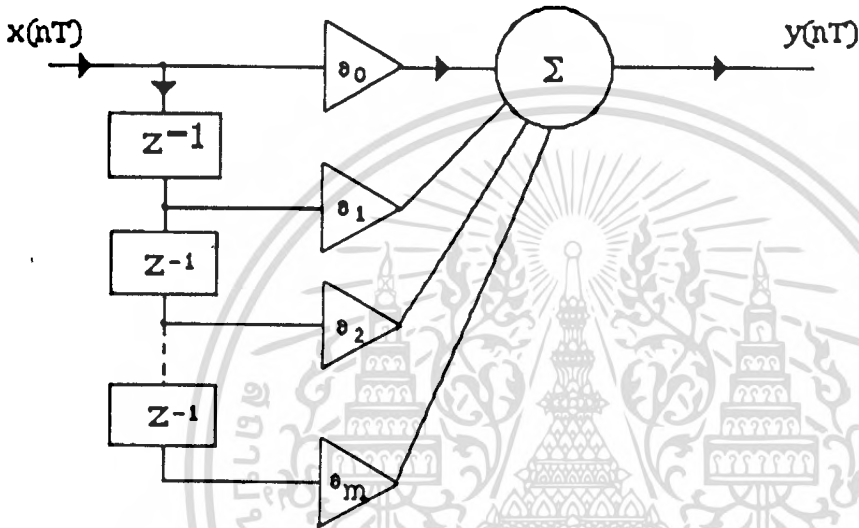 x(nT)
y(nT)
a₀
Σ
z⁻¹
a₁
z⁻¹
a₂
z⁻¹
aₘ